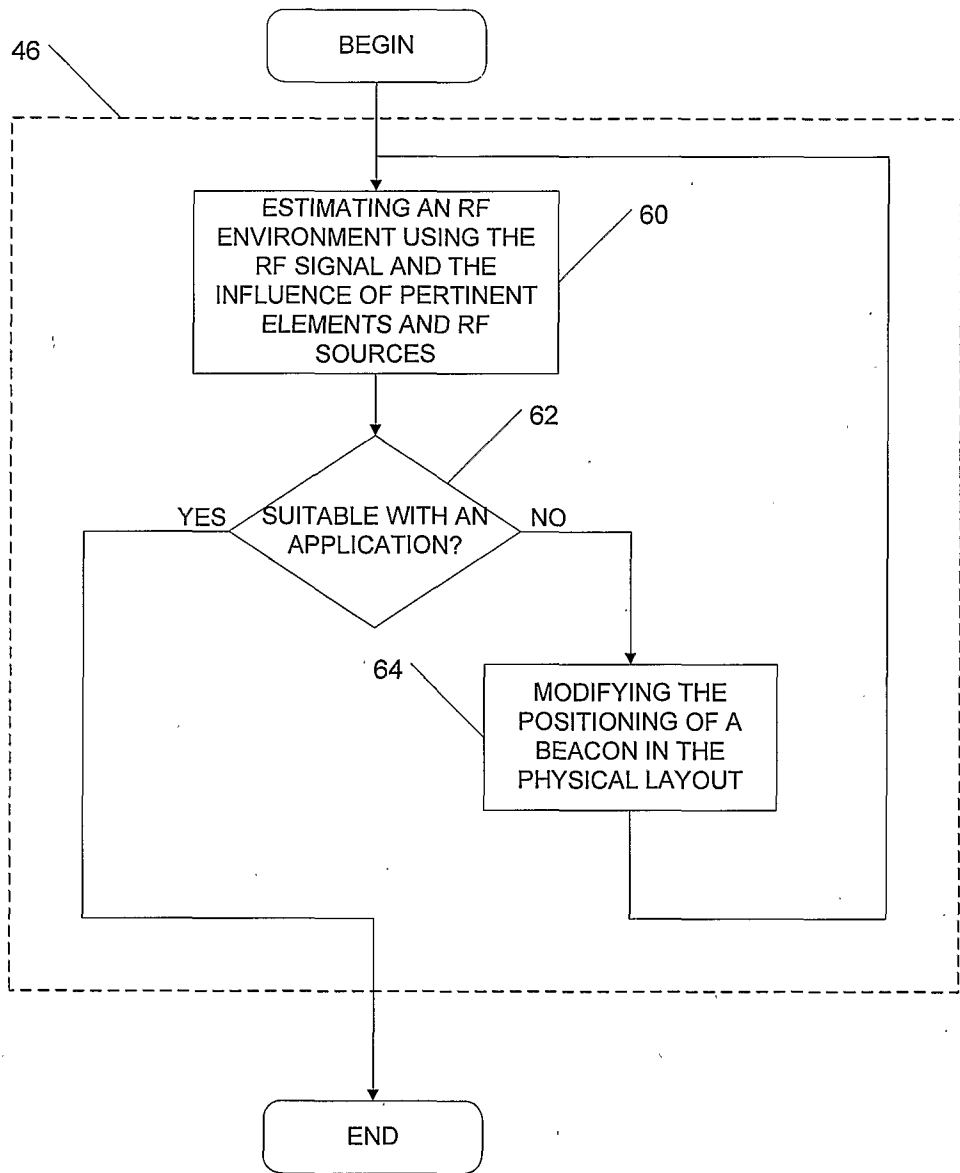 BEGIN
46
ESTIMATING AN RF
ENVIRONMENT USING THE
RF SIGNAL AND THE
INFLUENCE OF PERTINENT
ELEMENTS AND RF
SOURCES
60
62
YES
SUITABLE WITH AN
APPLICATION?
NO
64
MODIFYING THE
POSITIONING OF A
BEACON IN THE
PHYSICAL LAYOUT
END